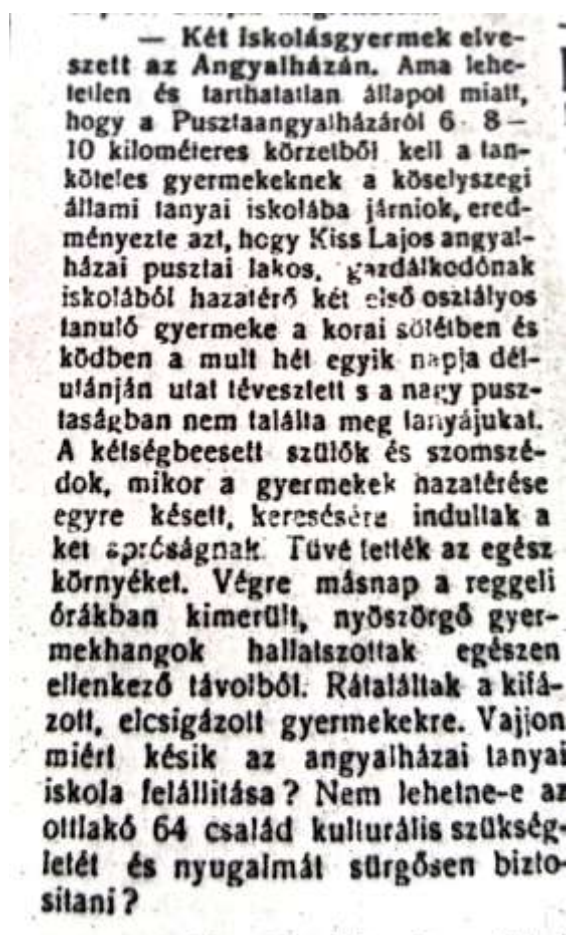 — Két iskolásgyermek elve-
szett az Angyalházán. Ama lehe-
tetlen és tarthatatlan állapot miatt,
hogy a Pusztaangyalházáról 6 8—
10 kilométeres körzetből kell a tan-
köteles gyermekeknek a köselyszegi
állami tanyai iskolába járniok, ered-
ményezte azt, hogy Kiss Lajos angyal-
házai pusztai lakos, gazdálkodónak
iskolából hazatérő két első osztályos
tanuló gyermeke a korai sötétben és
ködben a mult hét egyik napja dél-
utánján utat tévesztett s a nagy pusz-
taságban nem találta meg tanyájukat.
A kétségbeesett szülők és szomszé-
dok, mikor a gyermekek hazatérése
egyre késett, keresésére indultak a
ket apróságnak. Tüvé tették az egész
környéket. Végre másnap a reggeli
órákban kimerült, nyöszörgő gyer-
mekhangok hallatszottak egészen
ellenkező távolból. Rátaláltak a kifá-
zott, elcsigázott gyermekekre. Vajjon
miért késik az angyalházai tanyai
iskola felállitása? Nem lehetne-e az
ottlakó 64 család kulturális szükség-
letét és nyugalmát sürgősen bizto-
sitani?